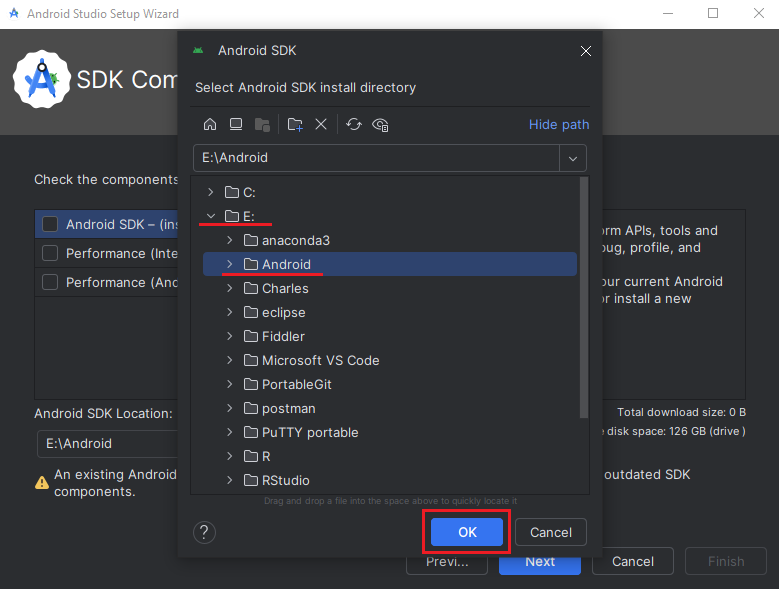 Android Studio Setup Wizard
SDK Com
Android SDK
Select Android SDK install directory
Hide path
E:\Android
C:
E:
anaconda3
Android
Charles
eclipse
Fiddler
Microsoft VS Code
PortableGit
postman
PuTTY portable
R
RStudio
Drag and drop a file into the space above to quickly locate it
?
OK
Cancel
Check the components
Android SDK – (ins
Performance (Inte
Performance (And
rm APIs, tools and
ug, profile, and
our current Android
or install a new
Android SDK Location:
E:\Android
Total download size: 0 B
e disk space: 126 GB (drive )
An existing Android
outdated SDK
components.
Previ...
Next
Cancel
Finish